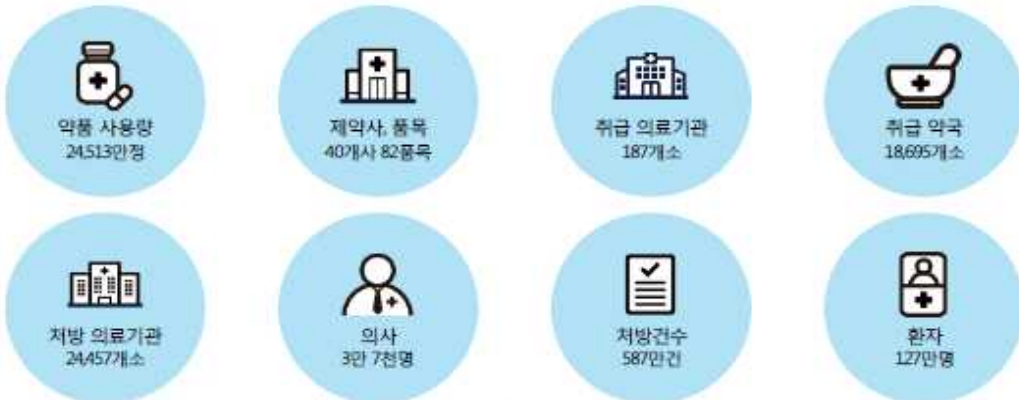 약품 사용량
24,513만정
제약사, 품목
40개사 82품목
취급 의료기관
187개소
취급 약국
18,695개소
처방 의료기관
24,457개소
의사
3만 7천명
처방건수
587만건
환자
127만명